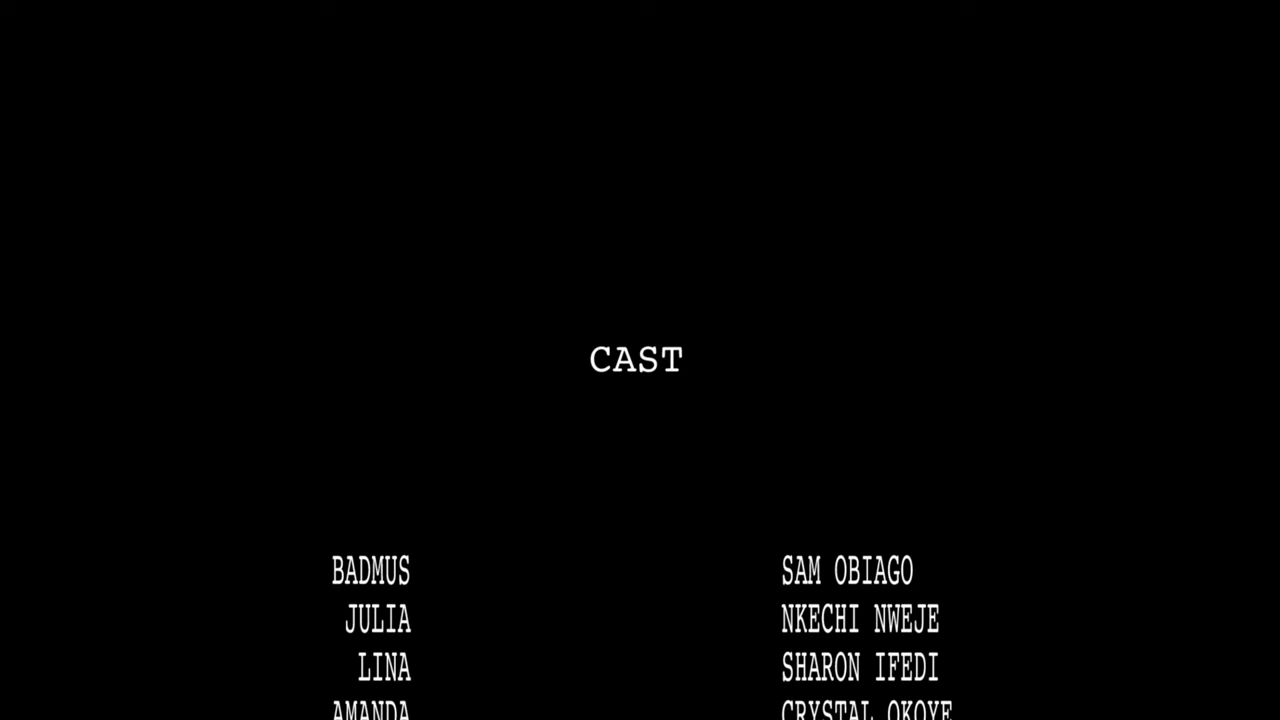 CAST
BADMUS SAM OBIAGO
JULIA NKECHI NWEJE
LINA SHARON IFEDI
AMANDA CRYSTAL OKOYE